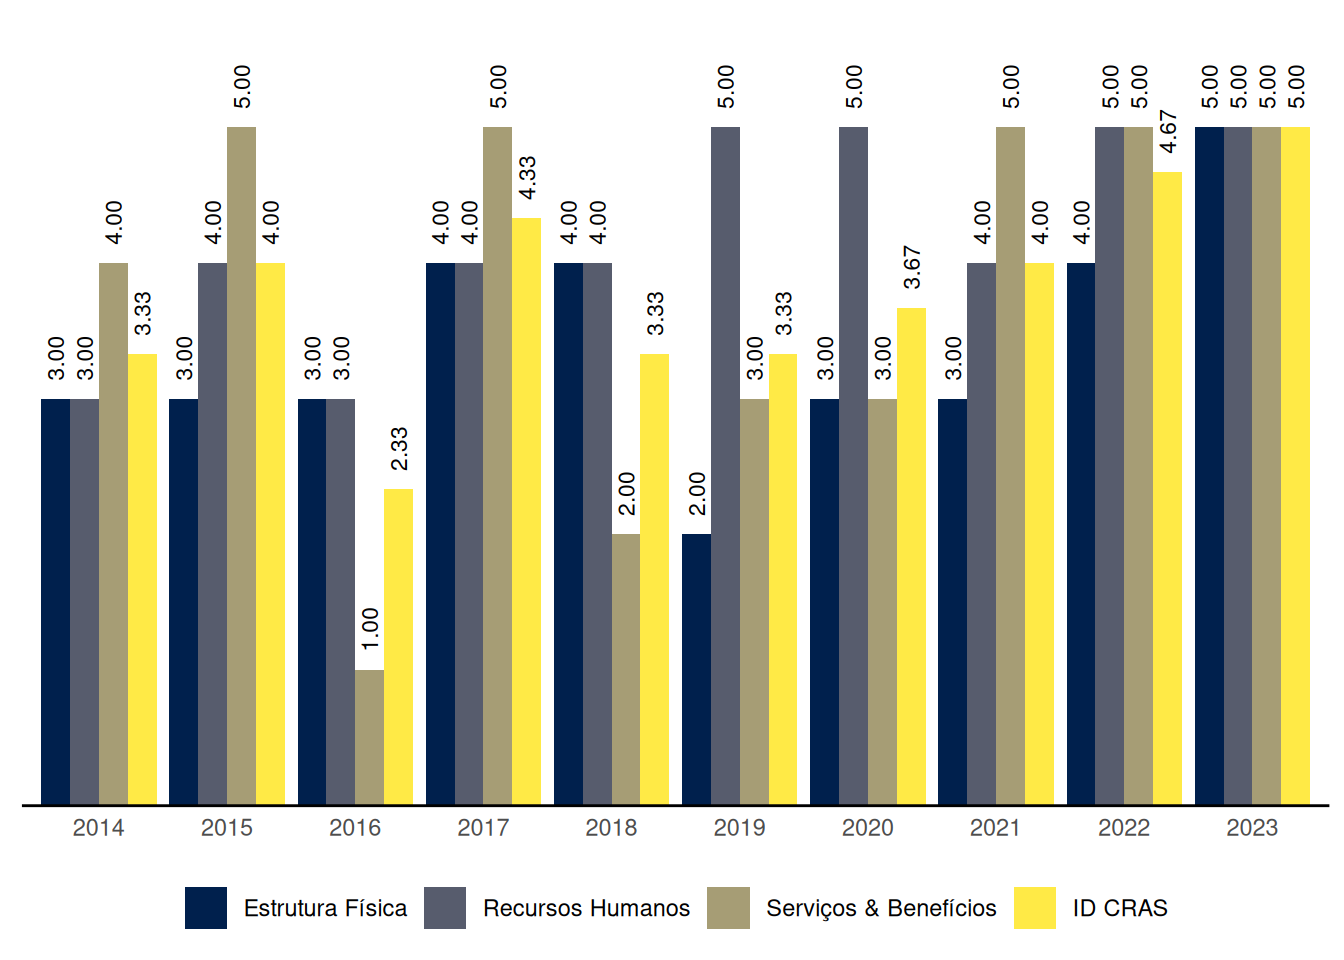 3.00 3.00 4.00 3.33
3.00 4.00 5.00 4.00
3.00 3.00 1.00 2.33
4.00 4.00 5.00 4.33
4.00 4.00 2.00 3.33
2.00 5.00 3.00 3.33
3.00 5.00 3.00 3.67
3.00 4.00 5.00 4.00
4.00 5.00 5.00 4.67
5.00 5.00 5.00 5.00
2014 2015 2016 2017 2018 2019 2020 2021 2022 2023
Estrutura Física Recursos Humanos Serviços & Benefícios ID CRAS